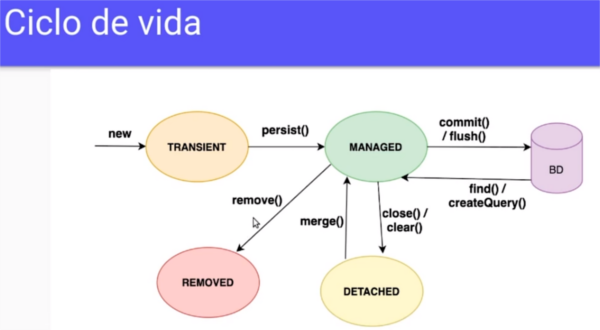 Ciclo de vida
new
TRANSIENT
persist()
MANAGED
commit()
/ flush()
BD
find() /
createQuery()
remove()
merge()
close() /
clear()
REMOVED
DETACHED